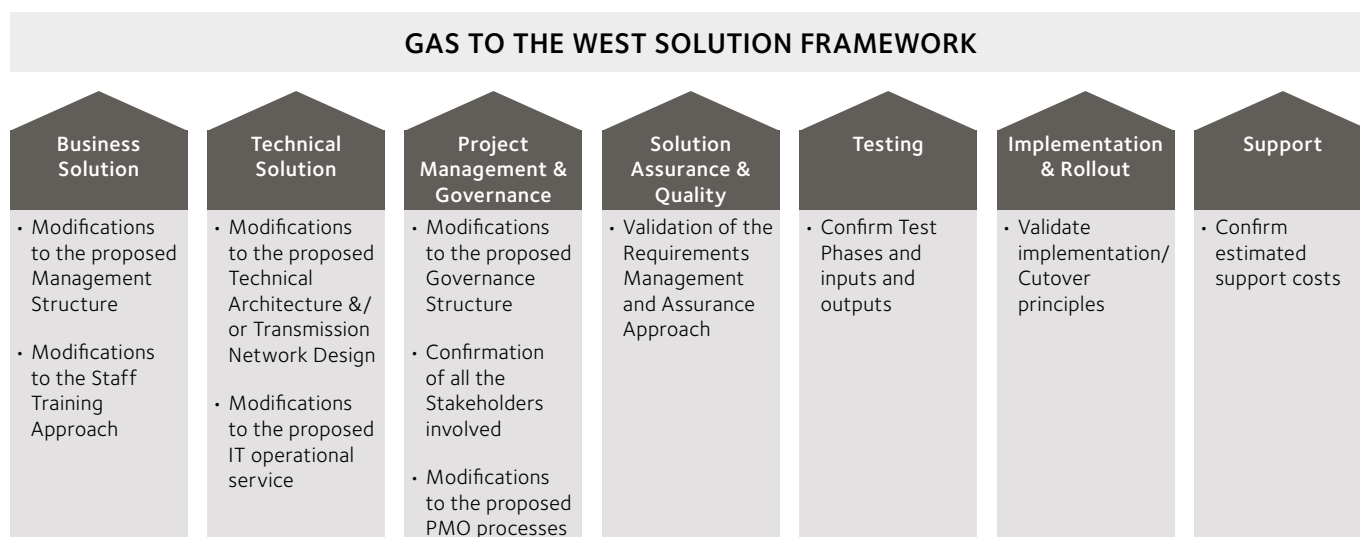 GAS TO THE WEST SOLUTION FRAMEWORK
Business
Solution
• Modifications
to the proposed
Management
Structure
• Modifications
to the Staff
Training
Approach
Technical
Solution
• Modifications
to the proposed
Technical
Architecture &/
or Transmission
Network Design
• Modifications
to the proposed
IT operational
service
Project
Management &
Governance
• Modifications
to the proposed
Governance
Structure
• Confirmation
of all the
Stakeholders
involved
• Modifications
to the proposed
PMO processes
Solution
Assurance &
Quality
• Validation of the
Requirements
Management
and Assurance
Approach
Testing
• Confirm Test
Phases and
inputs and
outputs
Implementation
& Rollout
• Validate
implementation/
Cutover
principles
Support
• Confirm
estimated
support costs